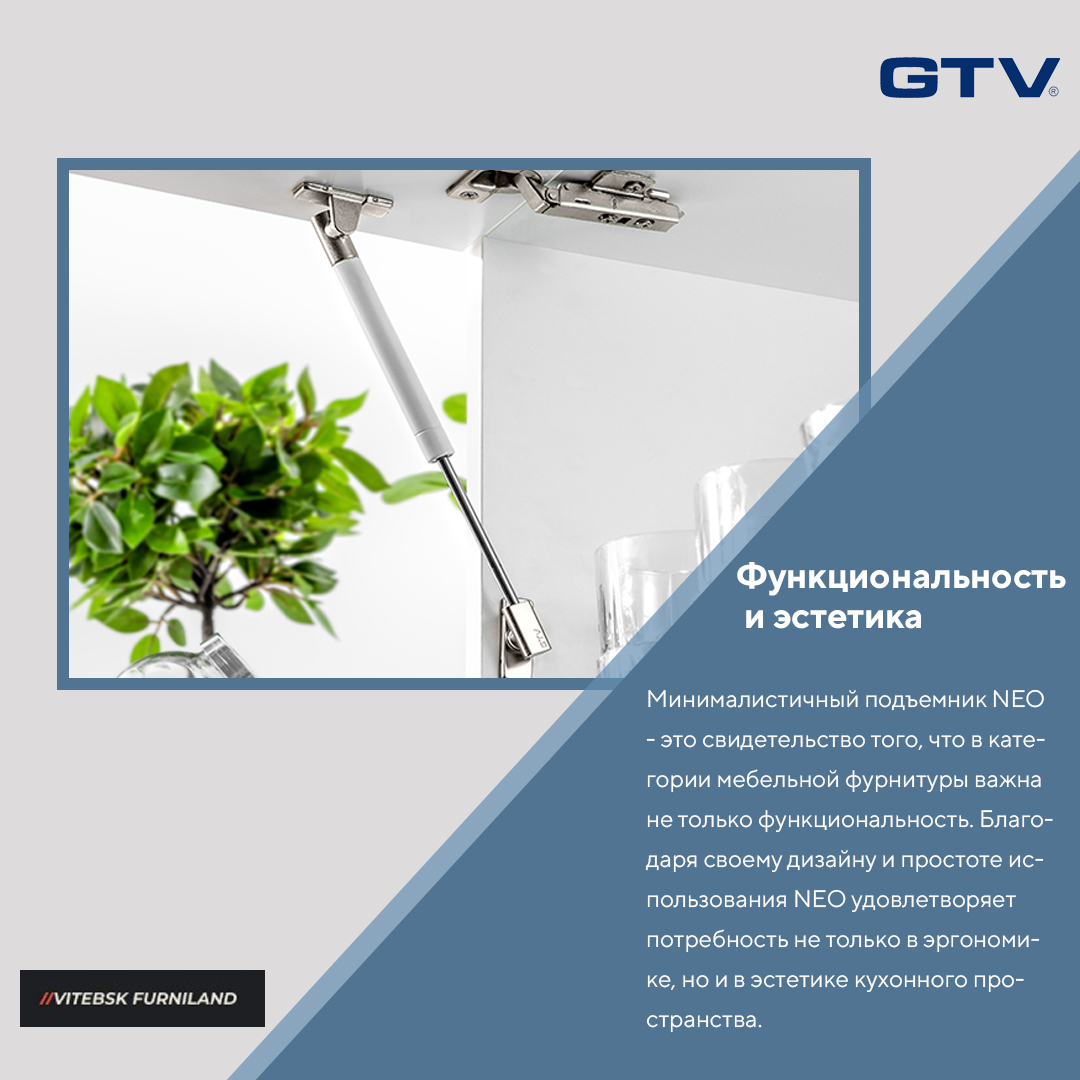 GTV®
GTV
Функциональность
и эстетика
Минималистичный подъемник NEO
- это свидетельство того, что в кате-
гории мебельной фурнитуры важна
не только функциональность. Благо-
даря своему дизайну и простоте ис-
пользования NEO удовлетворяет
потребность не только в эргономи-
ке, но и в эстетике кухонного про-
странства.
//VITEBSK FURNILAND